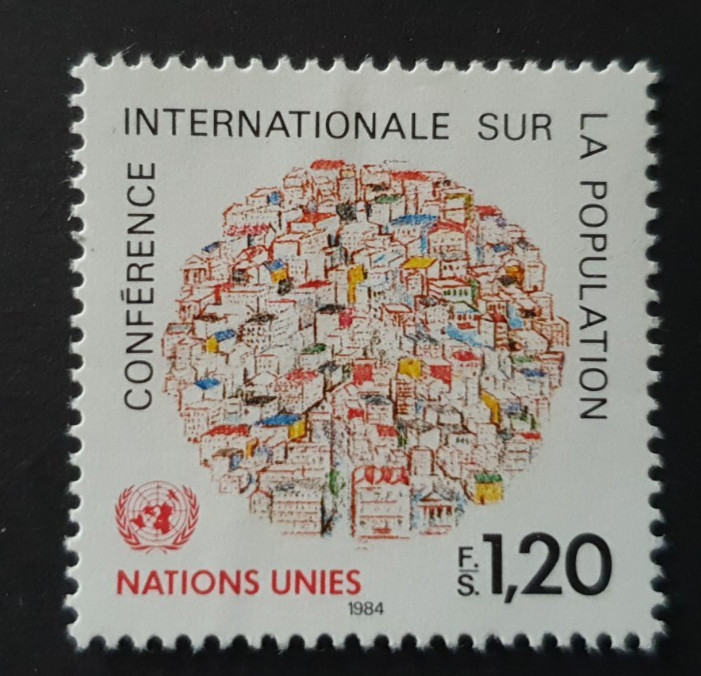 CONFÉRENCE
INTERNATIONALE SUR
LA POPULATION
NATIONS UNIES
1984
F.
S.
1,20